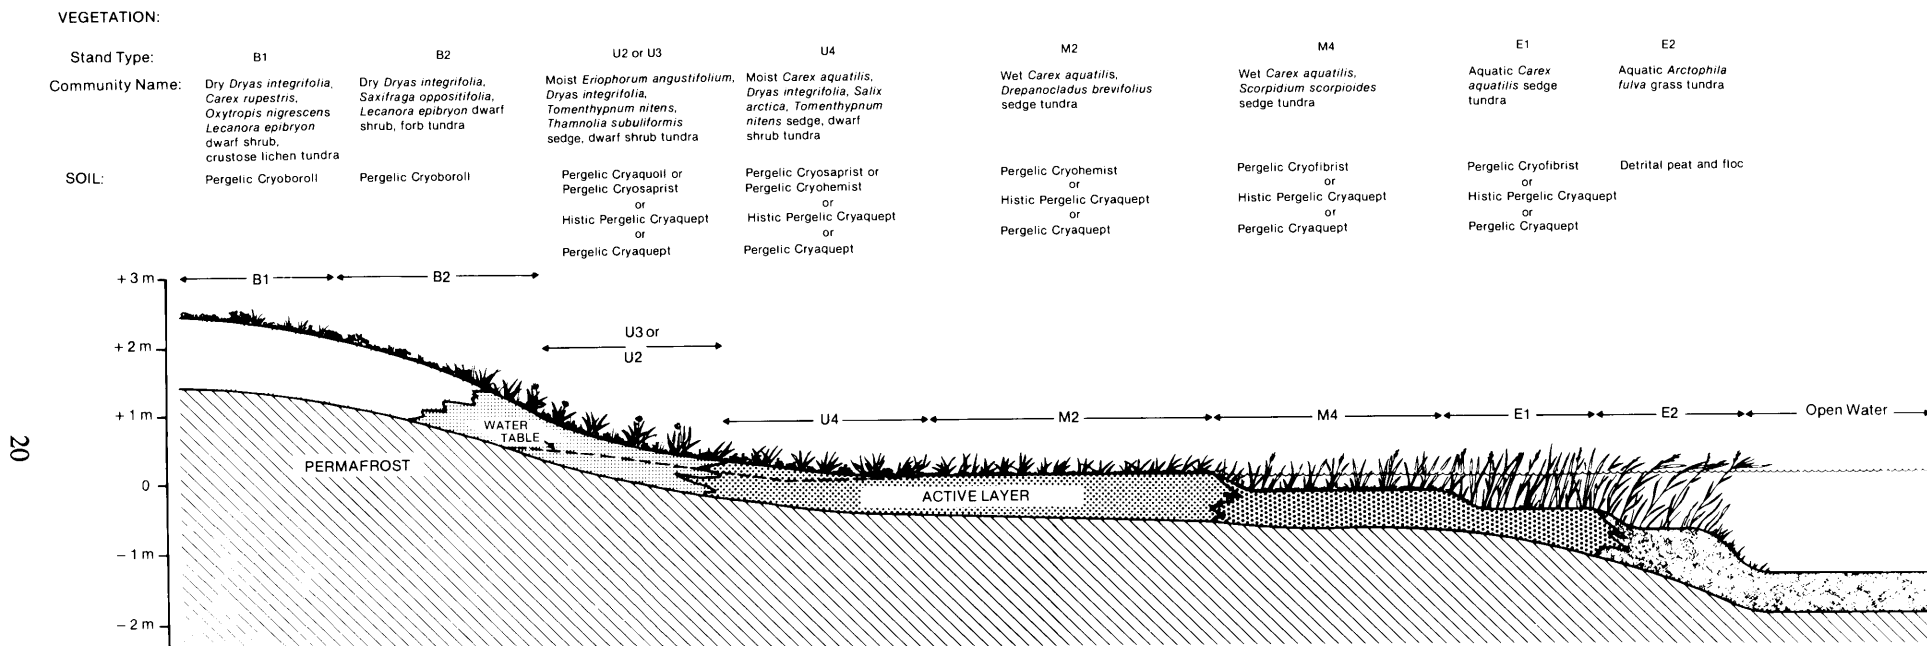 VEGETATION:
Stand Type: B1 B2 U2 or U3 U4 M2 M4 E1 E2
Community Name:
Dry Dryas integrifolia,
Carex rupestris,
Oxytropis nigrescens
Lecanora epibryon
dwarf shrub,
crustose lichen tundra
Dry Dryas integrifolia,
Saxifraga oppositifolia,
Lecanora epibryon dwarf
shrub, forb tundra
Moist Eriophorum angustifolium,
Dryas integrifolia,
Tomenthypnum nitens,
Thamnolia subuliformis
sedge, dwarf shrub tundra
Moist Carex aquatilis,
Dryas integrifolia, Salix
arctica, Tomenthypnum
nitens sedge, dwarf
shrub tundra
Wet Carex aquatilis,
Drepanocladus brevifolius
sedge tundra
Wet Carex aquatilis,
Scorpidium scorpioides
sedge tundra
Aquatic Carex
aquatilis sedge
tundra
Aquatic Arctophila
fulva grass tundra
SOIL:
Pergelic Cryoboroll
Pergelic Cryoboroll
Pergelic Cryaquoll or
Pergelic Cryosaprist
or
Histic Pergelic Cryaquept
or
Pergelic Cryaquept
Pergelic Cryosaprist or
Pergelic Cryohemist
or
Histic Pergelic Cryaquept
or
Pergelic Cryaquept
Pergelic Cryohemist
or
Histic Pergelic Cryaquept
or
Pergelic Cryaquept
Pergelic Cryofibrist
or
Histic Pergelic Cryaquept
or
Pergelic Cryaquept
Pergelic Cryofibrist
or
Histic Pergelic Cryaquept
or
Pergelic Cryaquept
Detrital peat and floc
+3 m
B1
B2
U3 or
U2
+2 m
+1 m
U4
M2
M4
E1
E2
Open Water
WATER
TABLE
PERMAFROST
0
ACTIVE LAYER
-1 m
-2 m
20